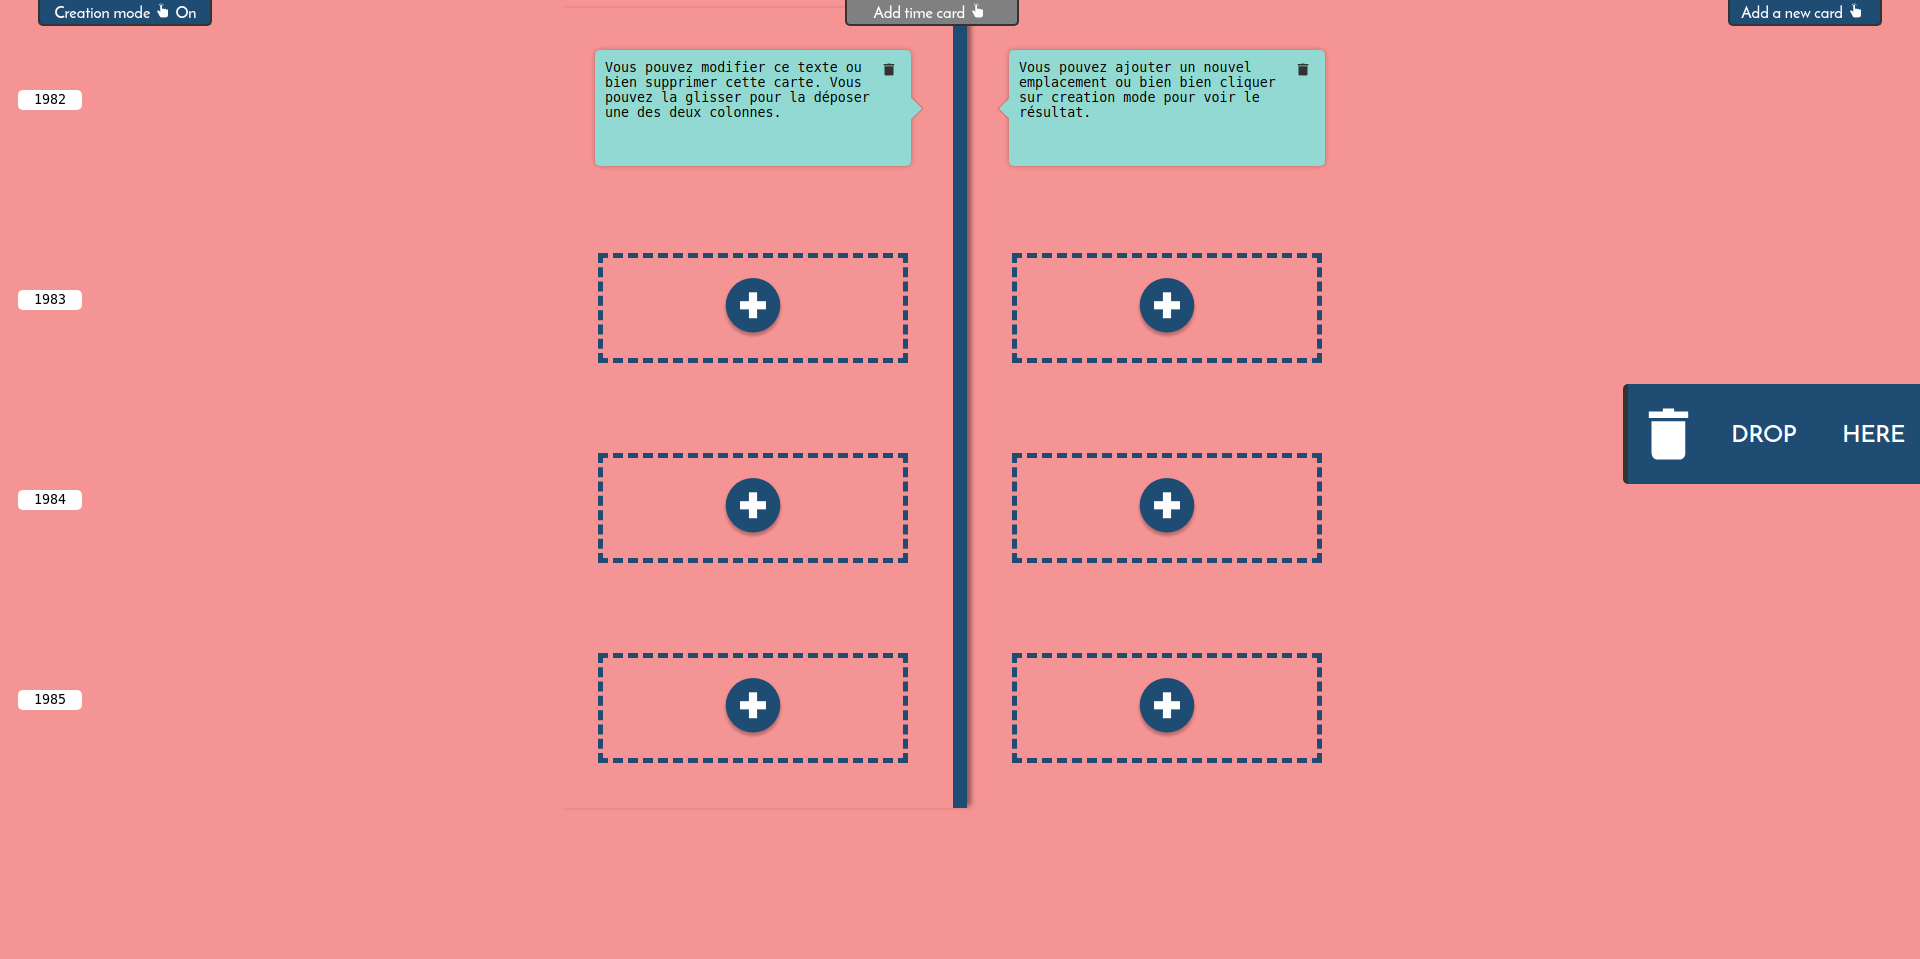 Creation mode On
Add time card
Add a new card
1982
Vous pouvez modifier ce texte ou
bien supprimer cette carte. Vous
pouvez la glisser pour la déposer
une des deux colonnes.
Vous pouvez ajouter un nouvel
emplacement ou bien bien cliquer
sur creation mode pour voir le
résultat.
1983
DROP HERE
1984
1985